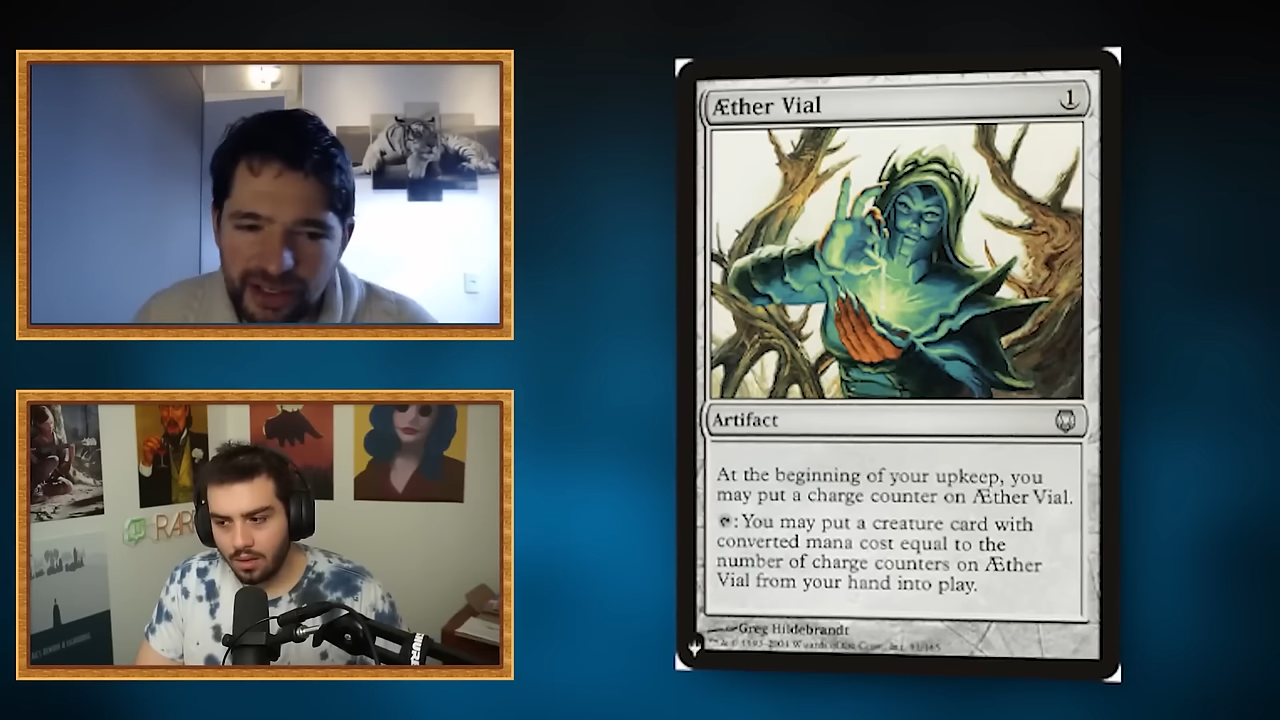 Æther Vial
1
Artifact
At the beginning of your upkeep, you
may put a charge counter on Æther Vial.
: You may put a creature card with
converted mana cost equal to the
number of charge counters on Æther
Vial from your hand into play.
Greg Hildebrandt
RAR
SHURE